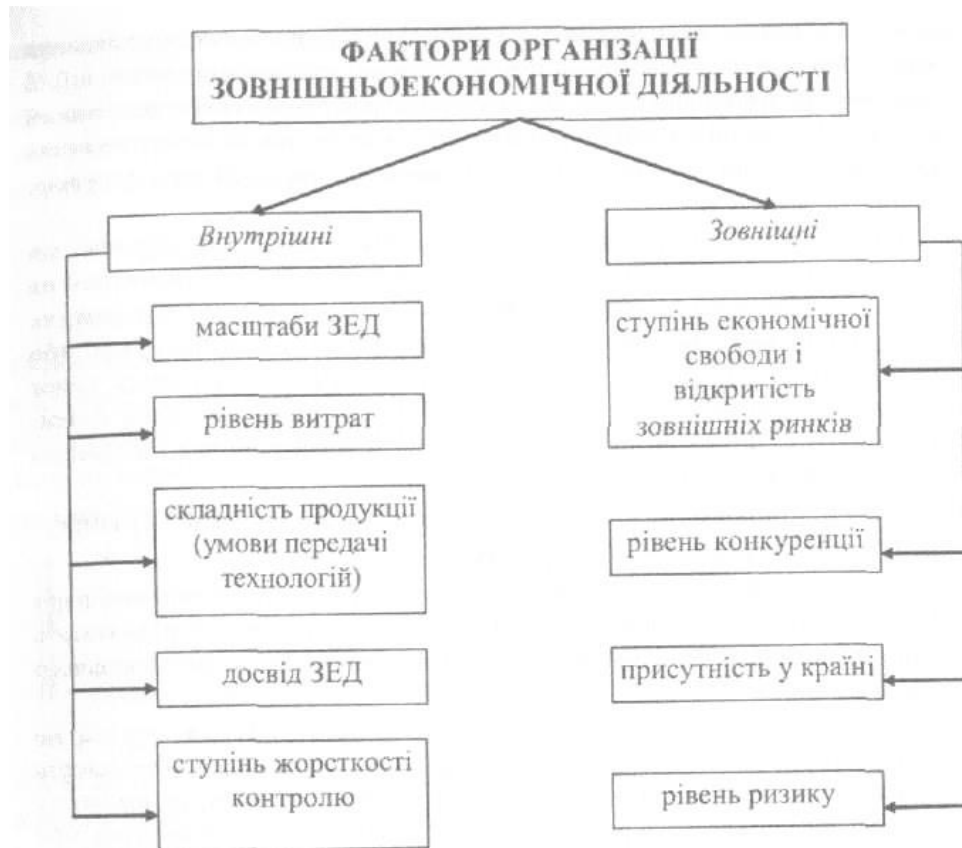 ФАКТОРИ ОРГАНІЗАЦІЇ
ЗОВНІШНЬОЕКОНОМІЧНОЇ ДІЯЛЬНОСТІ
Внутрішні
масштаби ЗЕД
рівень витрат
складність продукції
(умови передачі
технологій)
досвід ЗЕД
ступінь жорсткості
контролю
Зовнішні
ступінь економічної
свободи і
відкритість
зовнішніх ринків
рівень конкуренції
присутність у країні
рівень ризику